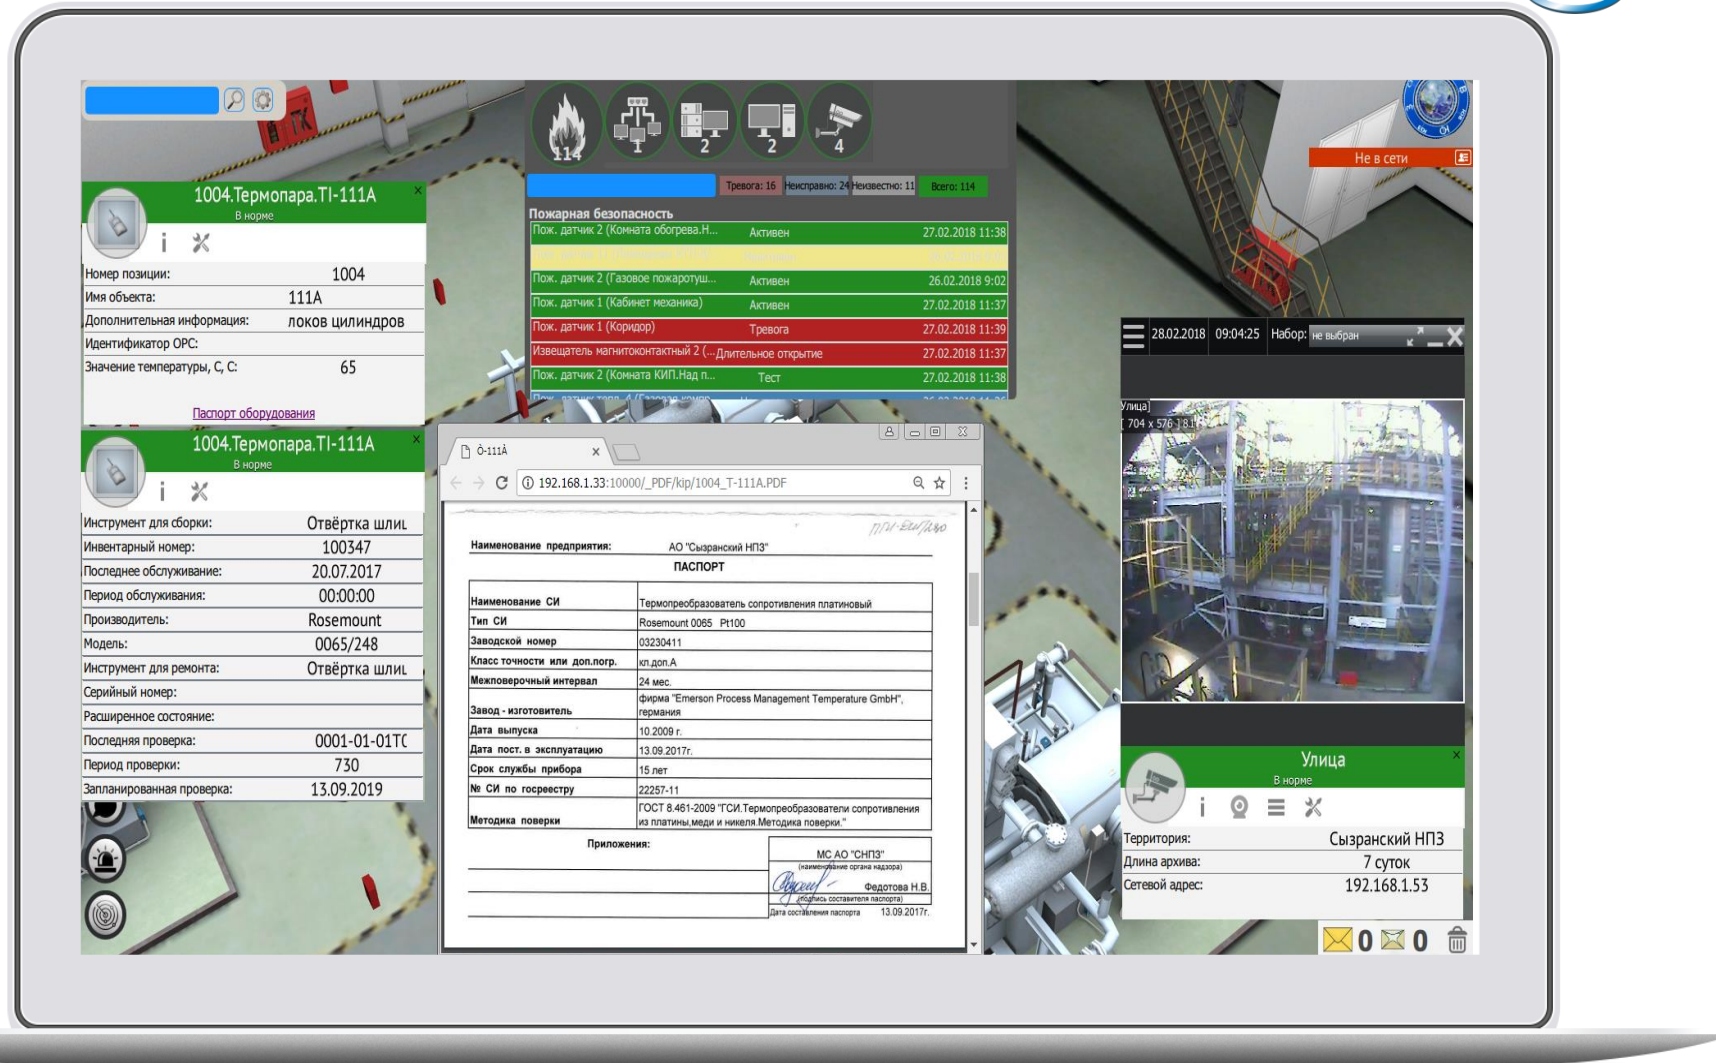 ПК
114
1
2
2
4
Не в сети
Тревога: 16 Неисправно: 24 Неизвестно: 11 Всего: 114
Пожарная безопасность
Пож. датчик 2 (Комната обогрева.Н... Активен 27.02.2018 11:38
Пож. датчик 2 (Газовое пожаротуш... Активен 26.02.2018 9:02
Пож. датчик 1 (Кабинет механика) Активен 27.02.2018 11:37
Пож. датчик 1 (Коридор) Тревога 27.02.2018 11:39
Извещатель магнитоконтактный 2 (... Длительное открытие 27.02.2018 11:37
Пож. датчик 2 (Комната КИП.Над п... Тест 27.02.2018 11:38
1004.Термопара.TI-111A
В норме
Номер позиции: 1004
Имя объекта: 111A
Дополнительная информация: локов цилиндров
Идентификатор OPC:
Значение температуры, С, С: 65
Паспорт оборудования
1004.Термопара.TI-111A
В норме
Инструмент для сборки: Отвёртка шлиц
Инвентарный номер: 100347
Последнее обслуживание: 20.07.2017
Период обслуживания: 00:00:00
Производитель: Rosemount
Модель: 0065/248
Инструмент для ремонта: Отвёртка шлиц
Серийный номер:
Расширенное состояние:
Последняя проверка: 0001-01-01T0
Период проверки: 730
Запланированная проверка: 13.09.2019
Ò-111À
192.168.1.33:10000/_PDF/kip/1004_T-111A.PDF
Наименование предприятия: АО "Сызранский НПЗ"
ПАСПОРТ
Наименование СИ Термопреобразователь сопротивления платиновый
Тип СИ Rosemount 0065 Pt100
Заводской номер 03230411
Класс точности или доп.погр. кл.доп.А
Межповерочный интервал 24 мес.
Завод - изготовитель фирма "Emerson Process Management Temperature GmbH",
германия
Дата выпуска 10.2009 г.
Дата пост. в эксплуатацию 13.09.2017г.
Срок службы прибора 15 лет
№ СИ по госреестру 22257-11
Методика поверки ГОСТ 8.461-2009 "ГСИ.Термопреобразователи сопротивления
из платины,меди и никеля.Методика поверки."
Приложения:
МС АО "СНПЗ"
(наименование органа надзора)
Федотова Н.В.
(подпись составителя паспорта)
Дата составления паспорта 13.09.2017г.
28.02.2018 09:04:25 Набор: не выбран
Улица]
[ 704 x 576 ]
Улица
В норме
Территория: Сызранский НПЗ
Длина архива: 7 суток
Сетевой адрес: 192.168.1.53
0 0